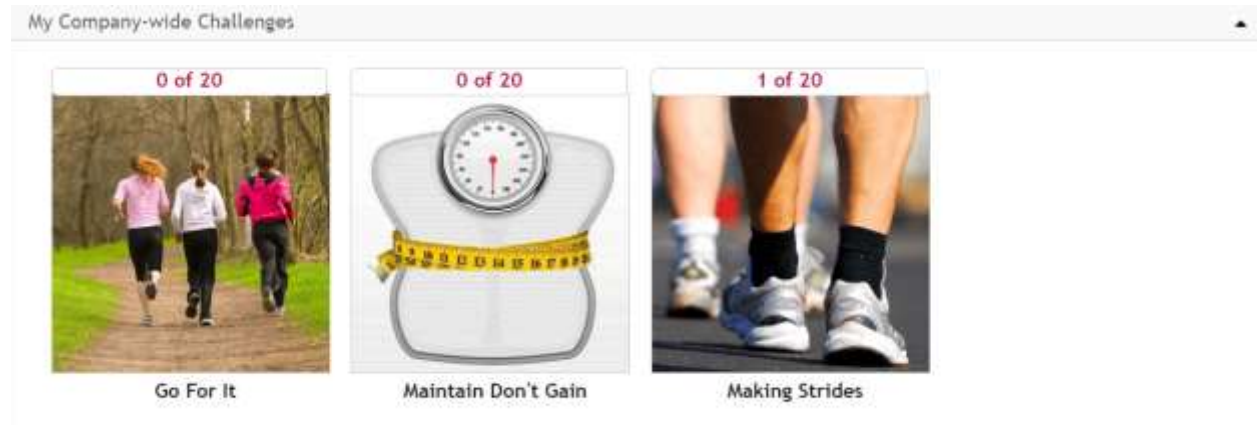 My Company-wide Challenges
0 of 20
0 of 20
1 of 20
Go For It
Maintain Don't Gain
Making Strides